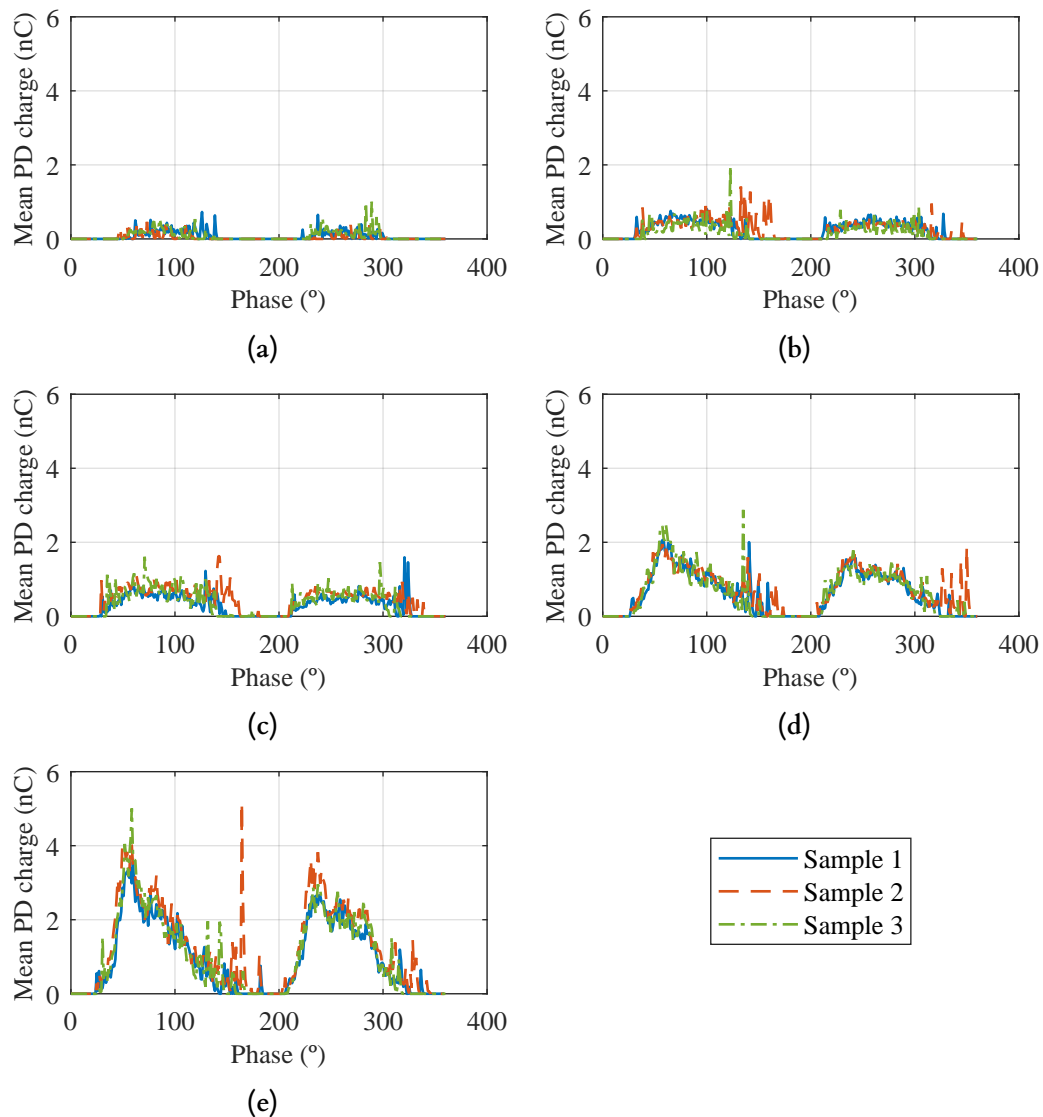 Mean PD charge (nC)
6
4
2
0
0 100 200 300 400
Phase (º)
(a)
Mean PD charge (nC)
6
4
2
0
0 100 200 300 400
Phase (º)
(b)
Mean PD charge (nC)
6
4
2
0
0 100 200 300 400
Phase (º)
(c)
Mean PD charge (nC)
6
4
2
0
0 100 200 300 400
Phase (º)
(d)
Mean PD charge (nC)
6
4
2
0
0 100 200 300 400
Phase (º)
(e)
Sample 1
Sample 2
Sample 3